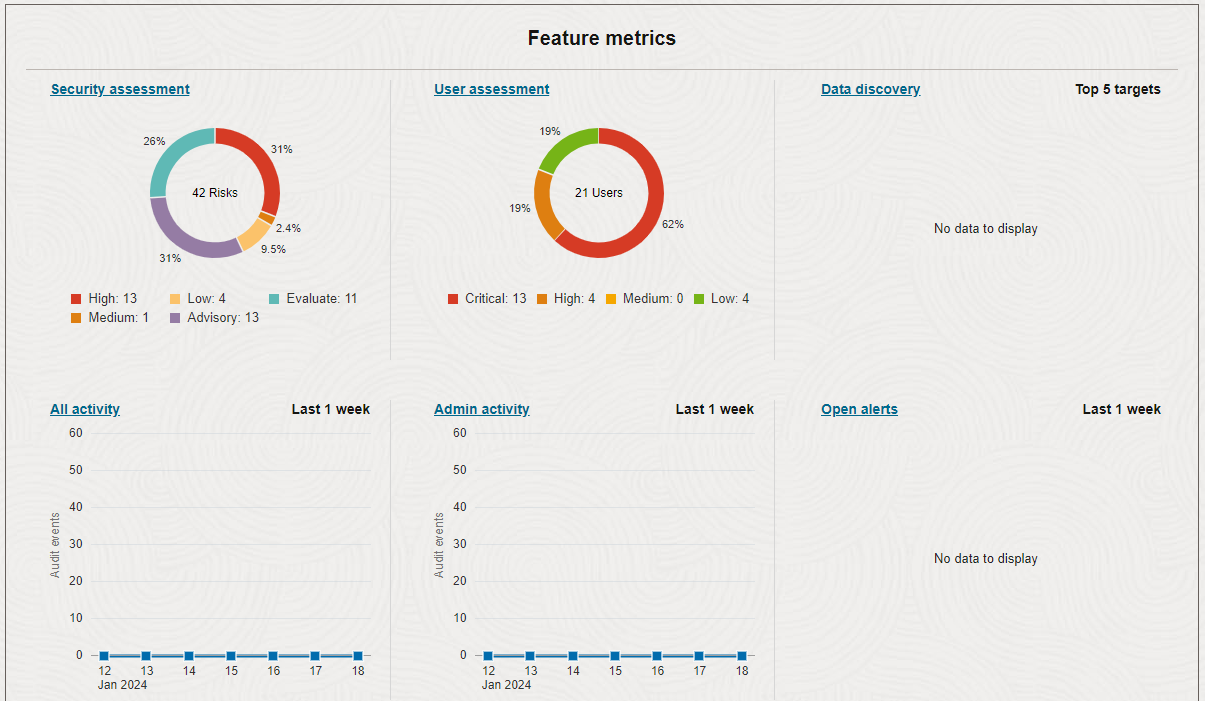 Feature metrics
Security assessment
26%
31%
42 Risks
2.4%
9.5%
31%
High: 13 Low: 4 Evaluate: 11
Medium: 1 Advisory: 13
User assessment
19%
19%
21 Users
62%
Critical: 13 High: 4 Medium: 0 Low: 4
Data discovery Top 5 targets
No data to display
All activity Last 1 week
60
50
40
30
20
10
0
Audit events
12 13 14 15 16 17 18
Jan 2024
Admin activity Last 1 week
60
50
40
30
20
10
0
Audit events
12 13 14 15 16 17 18
Jan 2024
Open alerts Last 1 week
No data to display